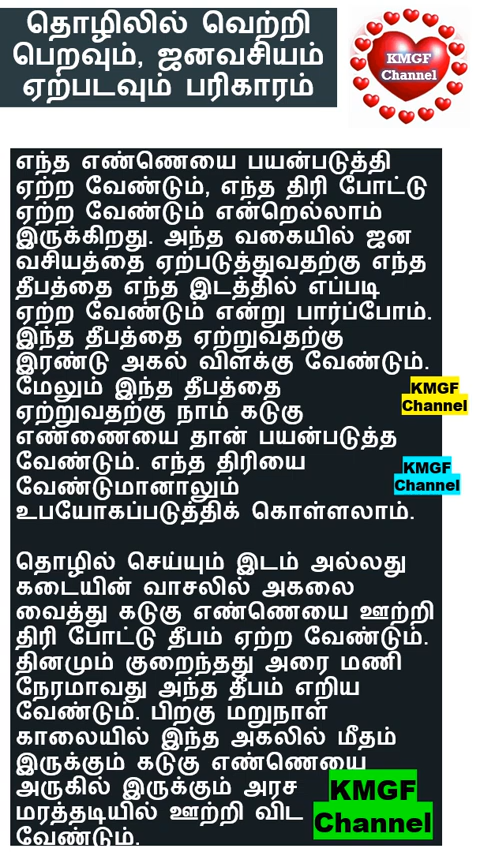 தொழிலில் வெற்றி
பெறவும், ஜனவசியம்
ஏற்படவும் பரிகாரம்
KMGF
Channel
எந்த எண்ணெயை பயன்படுத்தி
ஏற்ற வேண்டும், எந்த திரி போட்டு
ஏற்ற வேண்டும் என்றெல்லாம்
இருக்கிறது. அந்த வகையில் ஜன
வசியத்தை ஏற்படுத்துவதற்கு எந்த
தீபத்தை எந்த இடத்தில் எப்படி
ஏற்ற வேண்டும் என்று பார்ப்போம்.
இந்த தீபத்தை ஏற்றுவதற்கு
இரண்டு அகல் விளக்கு வேண்டும்.
மேலும் இந்த தீபத்தை
ஏற்றுவதற்கு நாம் கடுகு
எண்ணையை தான் பயன்படுத்த
வேண்டும். எந்த திரியை
வேண்டுமானாலும்
உபயோகப்படுத்திக் கொள்ளலாம்.
KMGF
Channel
KMGF
Channel
தொழில் செய்யும் இடம் அல்லது
கடையின் வாசலில் அகலை
வைத்து கடுகு எண்ணெயை ஊற்றி
திரி போட்டு தீபம் ஏற்ற வேண்டும்.
தினமும் குறைந்தது அரை மணி
நேரமாவது அந்த தீபம் எறிய
வேண்டும். பிறகு மறுநாள்
காலையில் இந்த அகலில் மீதம்
இருக்கும் கடுகு எண்ணெயை
அருகில் இருக்கும் அரச
மரத்தடியில் ஊற்றி விட
வேண்டும்.
KMGF
Channel